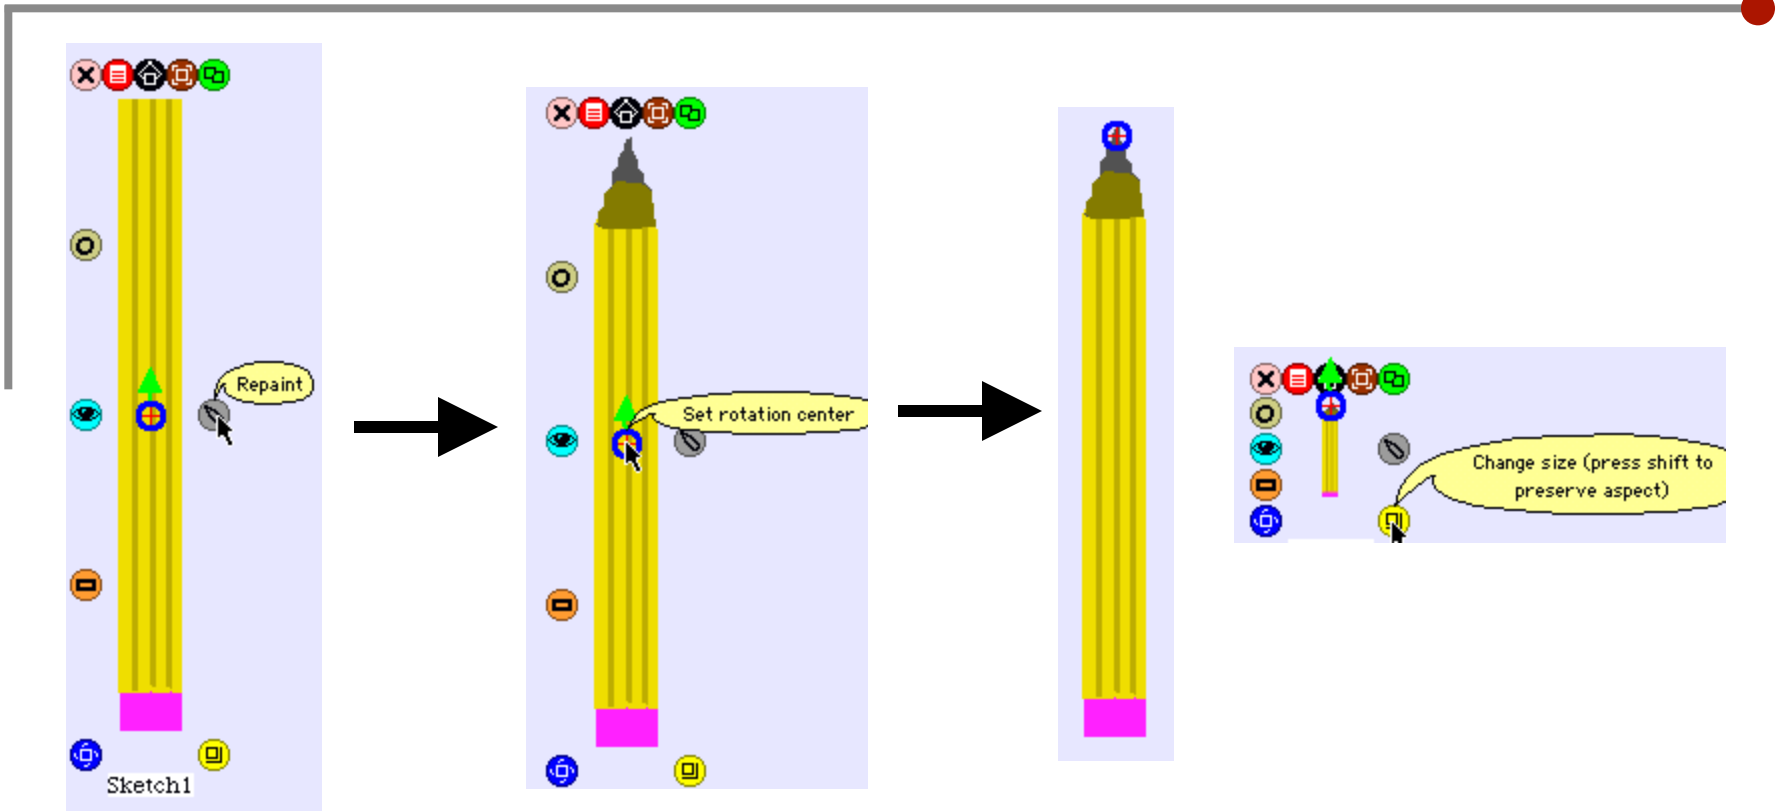 Repaint
Sketch1
Set rotation center
Change size (press shift to
preserve aspect)